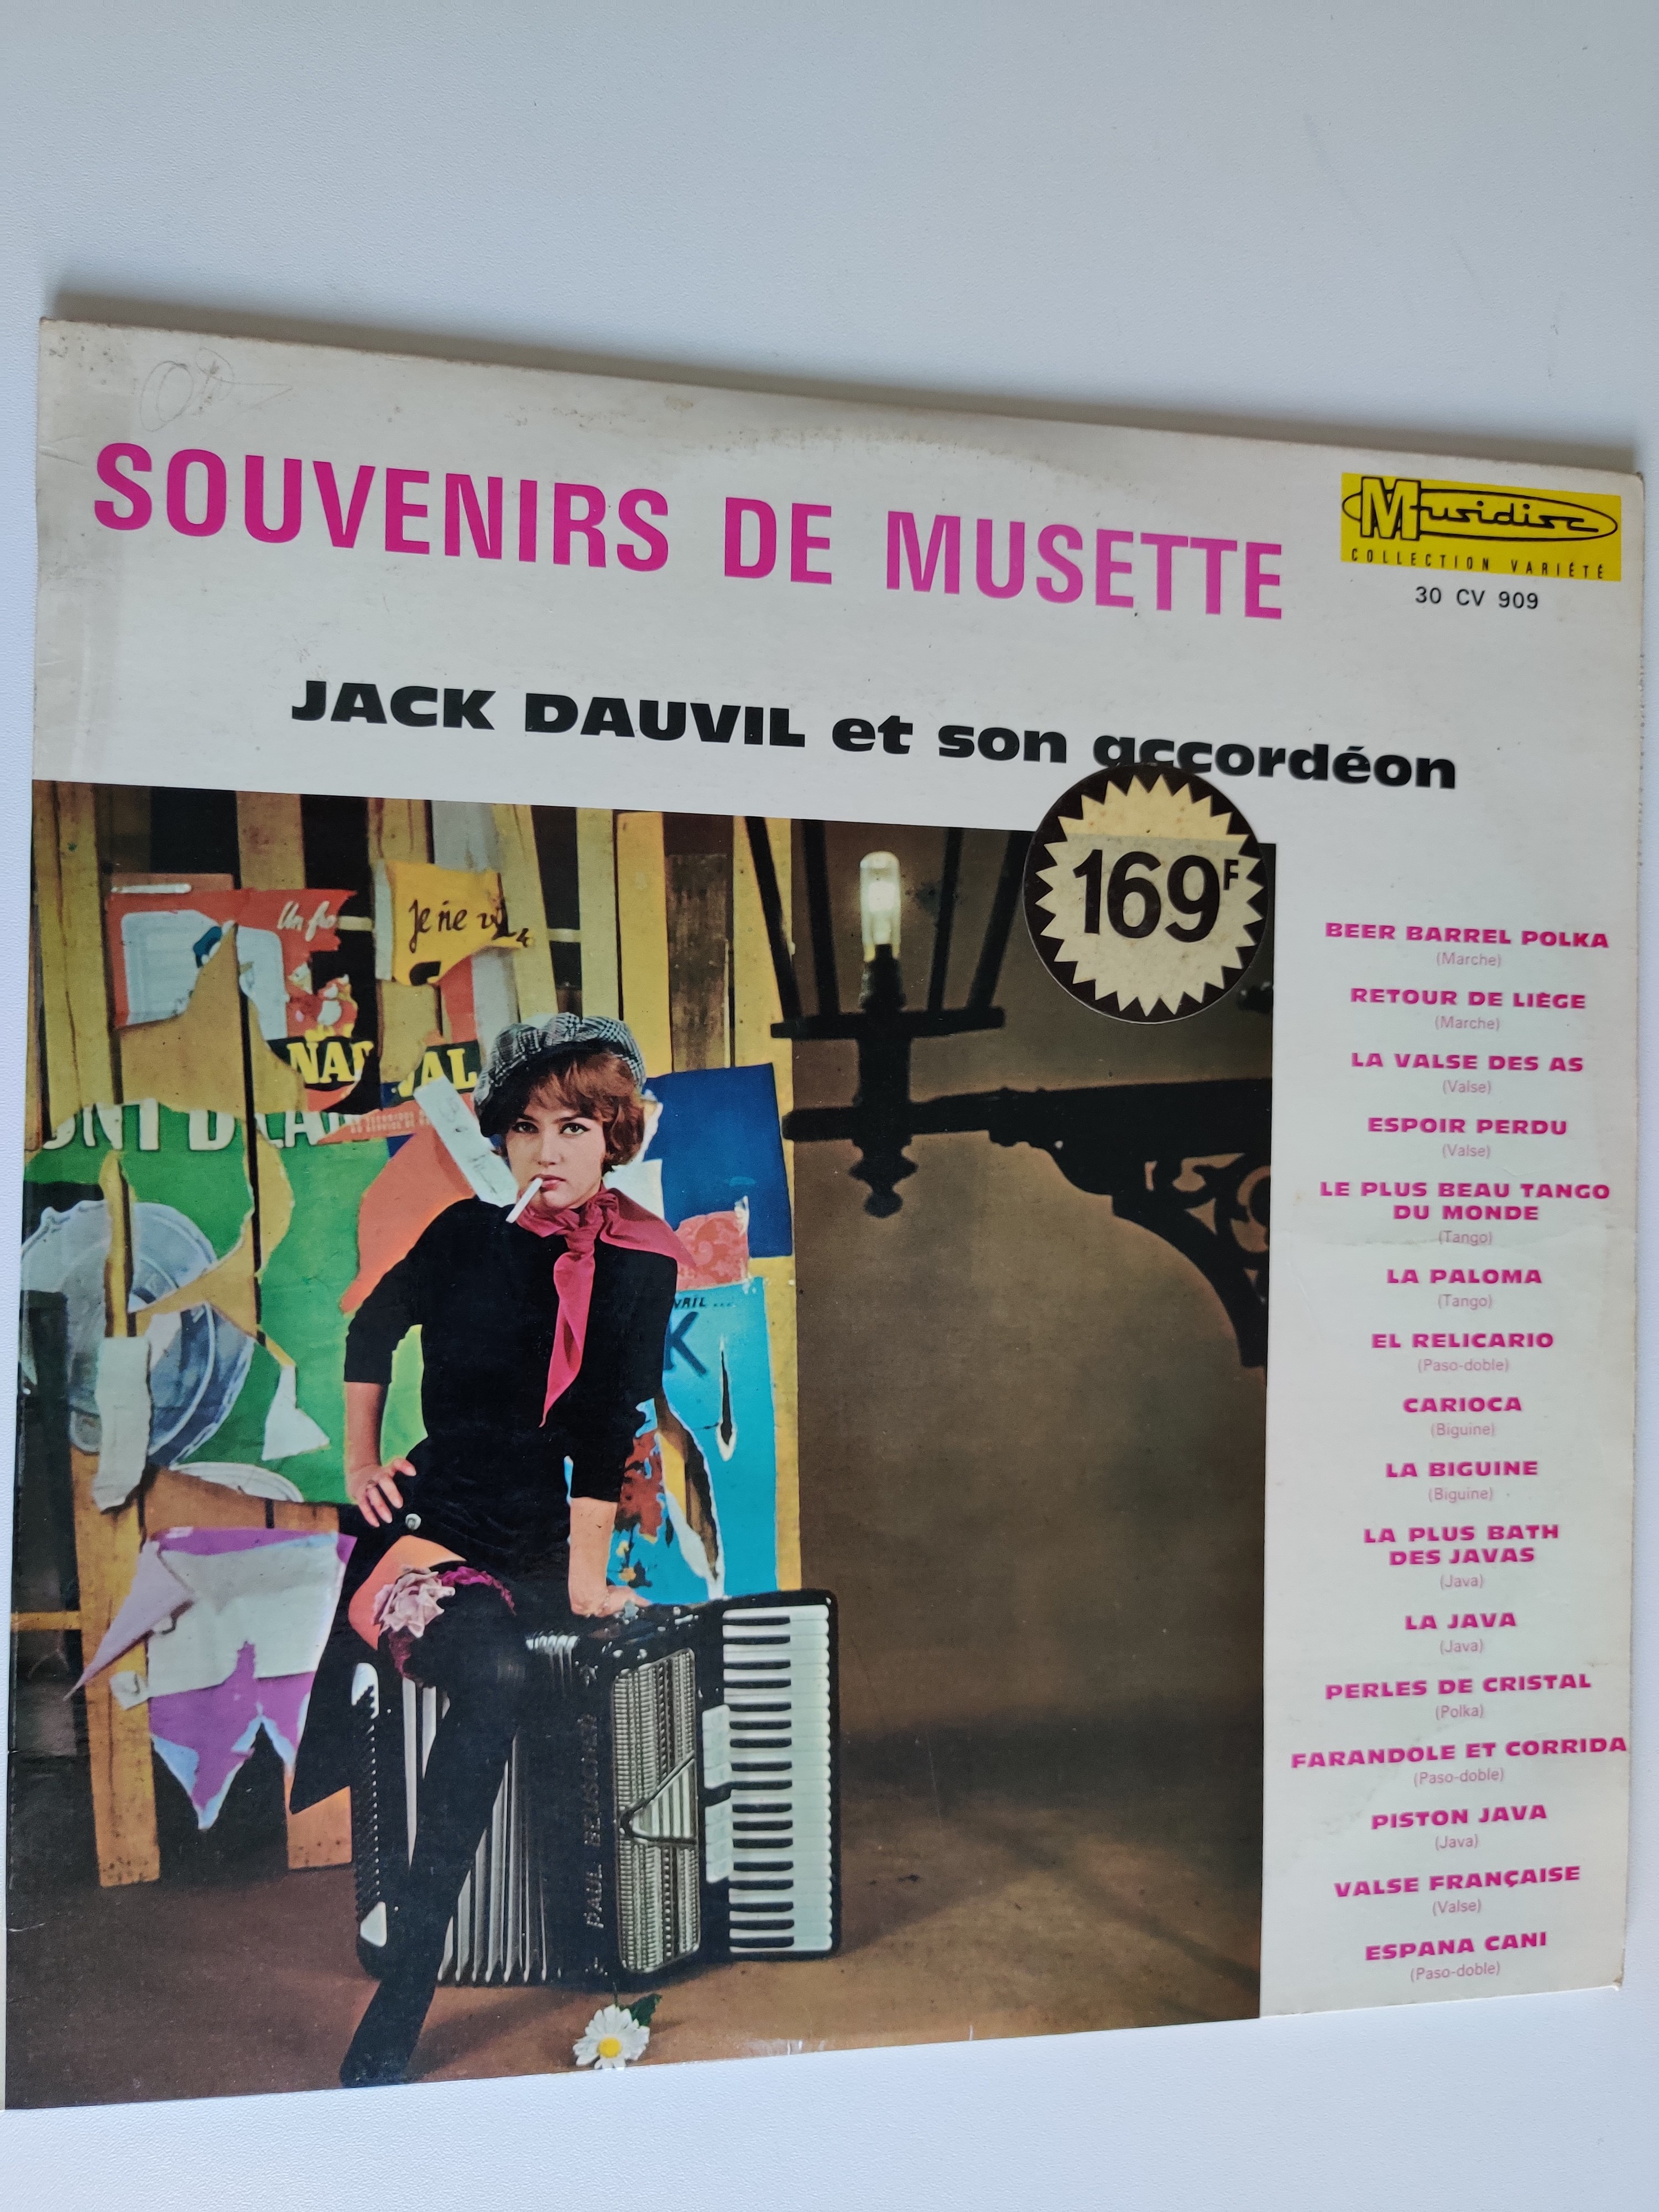 SOUVENIRS DE MUSETTE
Musidisc
COLLECTION VARIÉTÉ
30 CV 909
JACK DAUVIL et son accordéon
169F
Je ne
NAL
PAUL BEUSCHER
BEER BARREL POLKA
(Marche)
RETOUR DE LIÈGE
(Marche)
LA VALSE DES AS
(Valse)
ESPOIR PERDU
(Valse)
LE PLUS BEAU TANGO
DU MONDE
(Tango)
LA PALOMA
(Tango)
EL RELICARIO
(Paso-doble)
CARIOCA
(Biguine)
LA BIGUINE
(Biguine)
LA PLUS BATH
DES JAVAS
(Java)
LA JAVA
(Java)
PERLES DE CRISTAL
(Polka)
FARANDOLE ET CORRIDA
(Paso-doble)
PISTON JAVA
(Java)
VALSE FRANÇAISE
(Valse)
ESPANA CANI
(Paso-doble)